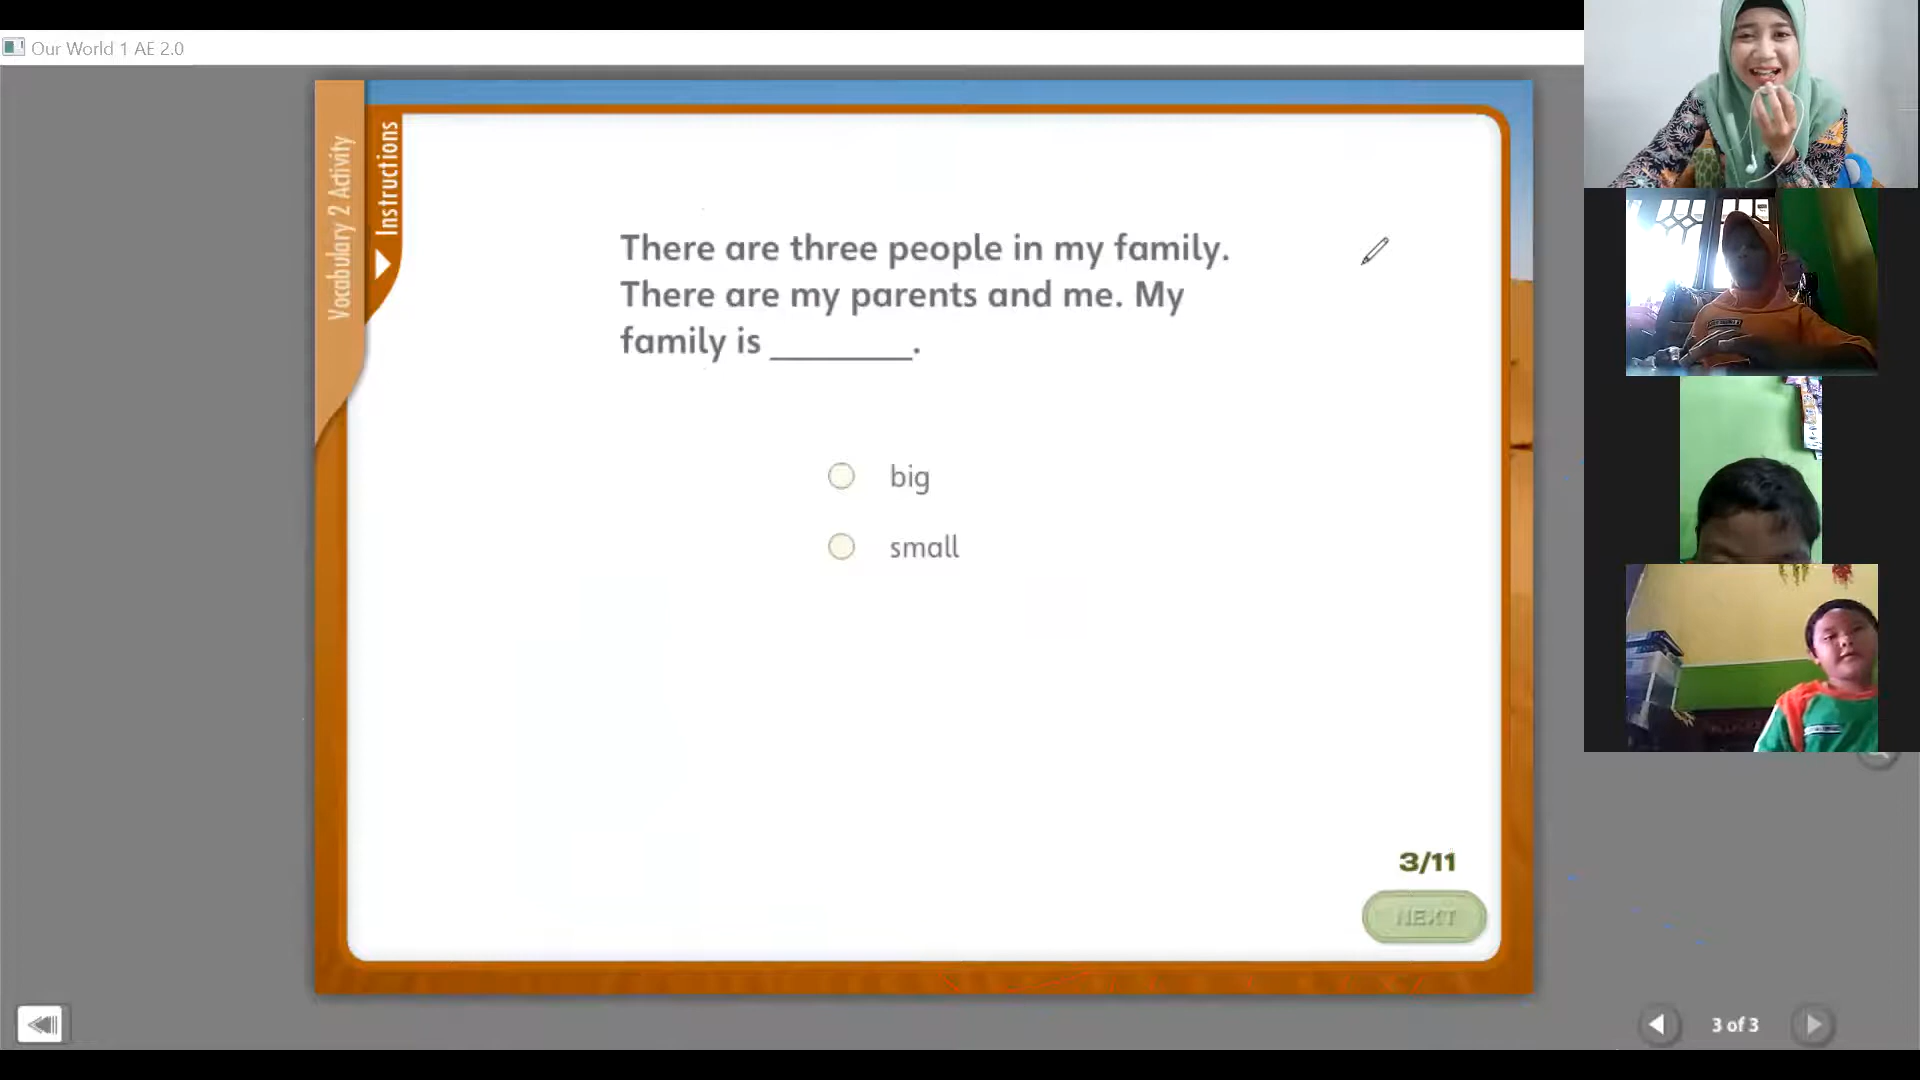 Our World 1 AE 2.0
Vocabulary 2 Activity
Instructions
There are three people in my family.
There are my parents and me. My
family is ________.
big
small
3/11
NEXT
3 of 3